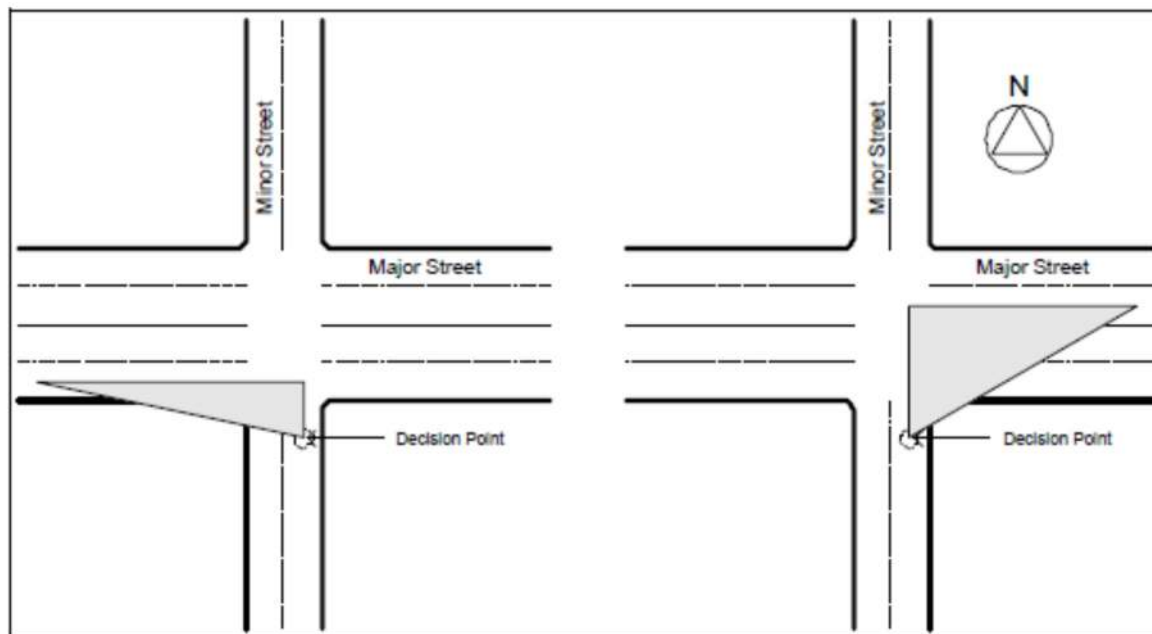 Minor Street
Minor Street
N
Major Street
Major Street
Decision Point
Decision Point